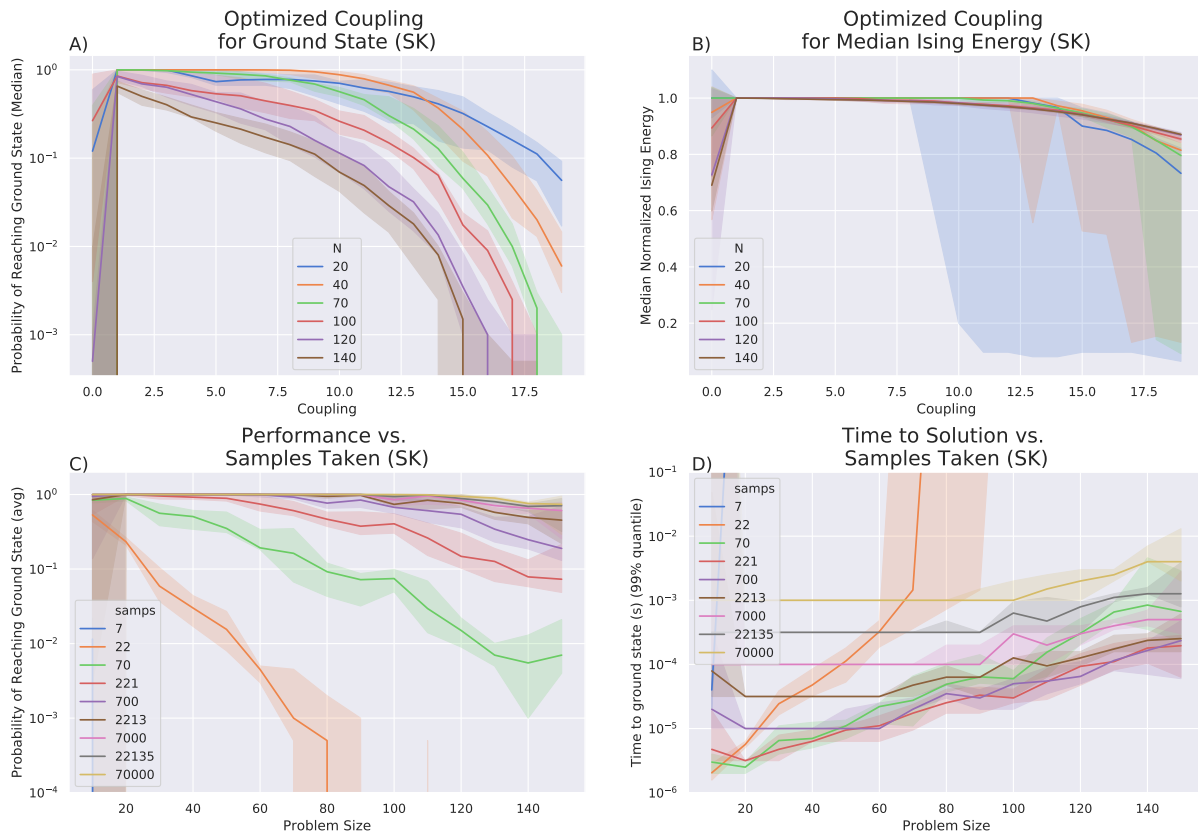 Optimized Coupling
for Ground State (SK)
A)
Probability of Reaching Ground State (Median)
10⁰
10⁻¹
10⁻²
10⁻³
N
20
40
70
100
120
140
0.0 2.5 5.0 7.5 10.0 12.5 15.0 17.5
Coupling
Optimized Coupling
for Median Ising Energy (SK)
B)
Median Normalized Ising Energy
1.0
0.8
0.6
0.4
0.2
N
20
40
70
100
120
140
0.0 2.5 5.0 7.5 10.0 12.5 15.0 17.5
Coupling
Performance vs.
Samples Taken (SK)
C)
Probability of Reaching Ground State (avg)
10⁰
10⁻¹
10⁻²
10⁻³
10⁻⁴
samps
7
22
70
221
700
2213
7000
22135
70000
20 40 60 80 100 120 140
Problem Size
Time to Solution vs.
Samples Taken (SK)
D)
Time to ground state (s) (99% quantile)
10⁻¹
10⁻²
10⁻³
10⁻⁴
10⁻⁵
10⁻⁶
samps
7
22
70
221
700
2213
7000
22135
70000
20 40 60 80 100 120 140
Problem Size